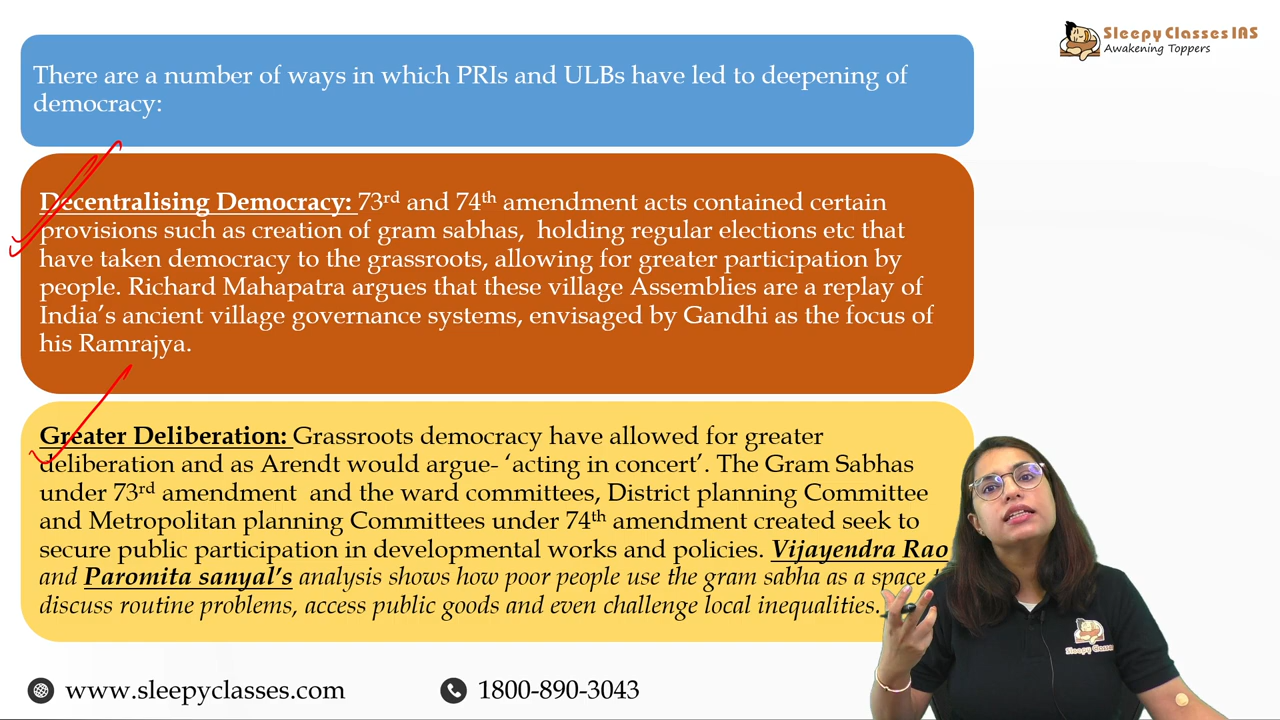 Sleepy Classes IAS
Awakening Toppers
There are a number of ways in which PRIs and ULBs have led to deepening of
democracy:
Decentralising Democracy: 73rd and 74th amendment acts contained certain
provisions such as creation of gram sabhas, holding regular elections etc that
have taken democracy to the grassroots, allowing for greater participation by
people. Richard Mahapatra argues that these village Assemblies are a replay of
India's ancient village governance systems, envisaged by Gandhi as the focus of
his Ramrajya.
Greater Deliberation: Grassroots democracy have allowed for greater
deliberation and as Arendt would argue- 'acting in concert'. The Gram Sabhas
under 73rd amendment and the ward committees, District planning Committee
and Metropolitan planning Committees under 74th amendment created seek to
secure public participation in developmental works and policies. Vijayendra Rao
and Paromita sanyal's analysis shows how poor people use the gram sabha as a space
discuss routine problems, access public goods and even challenge local inequalities.
Sleepy Classes
www.sleepyclasses.com
1800-890-3043